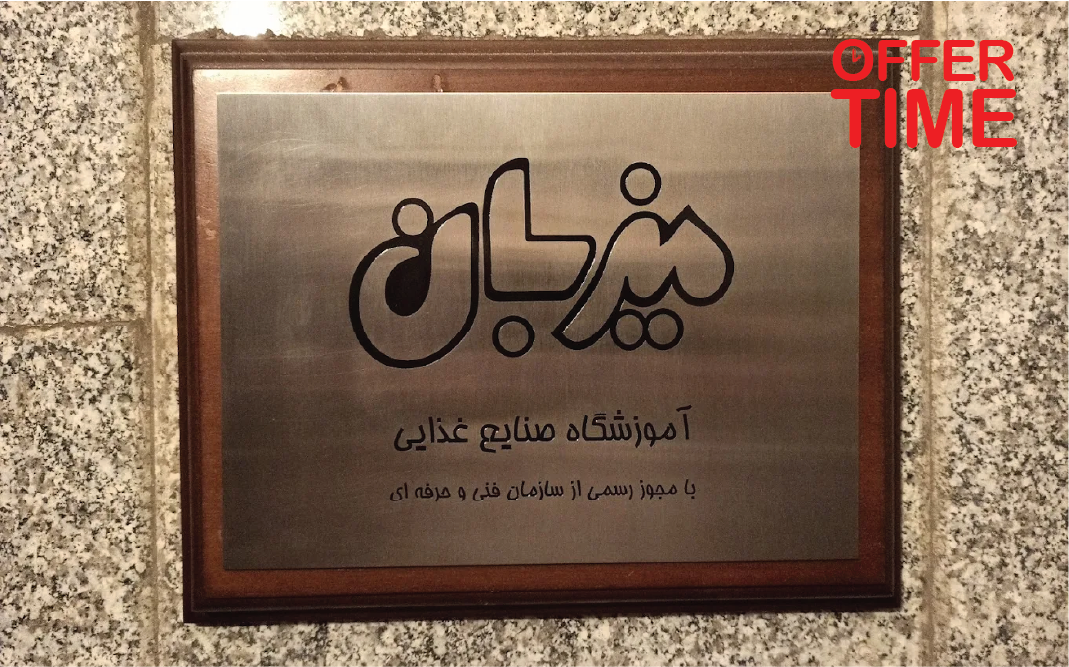 OFFER
TIME
میزبان
آموزشگاه صنایع غذایی
با مجوز رسمی از سازمان فنی و حرفه ای